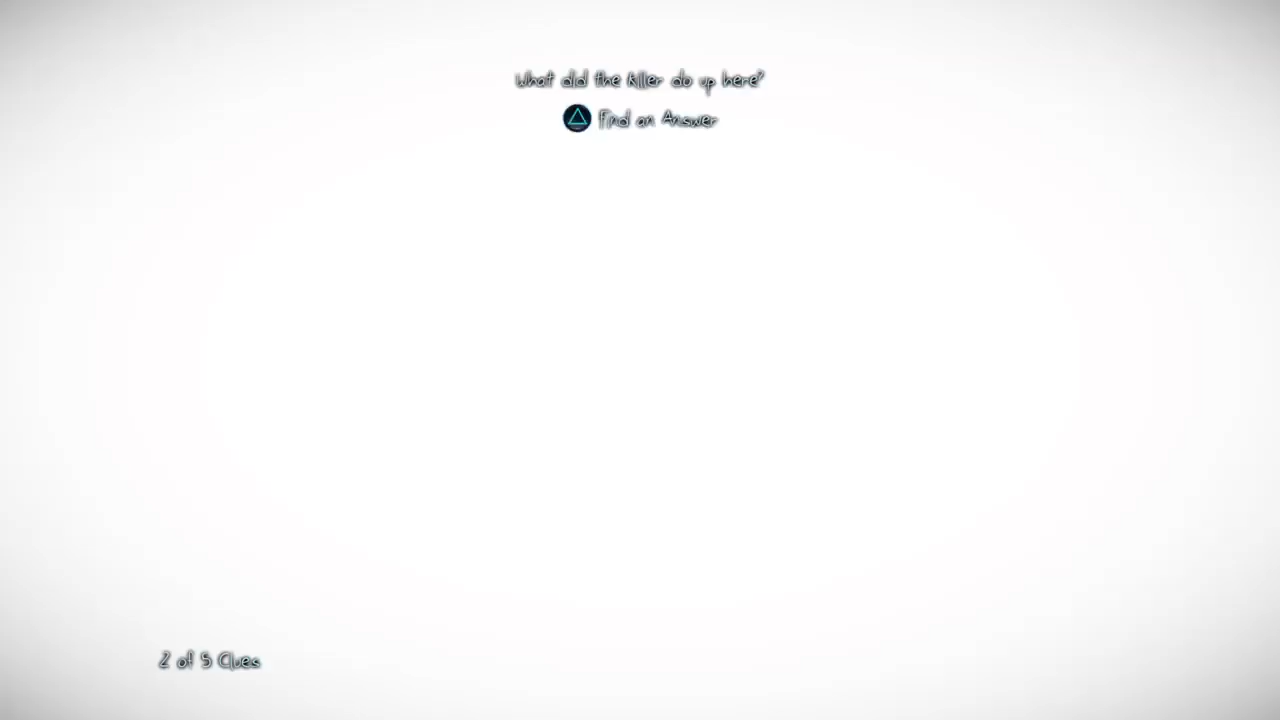 What did the killer do up here?
Find an Answer
2 of 5 Clues